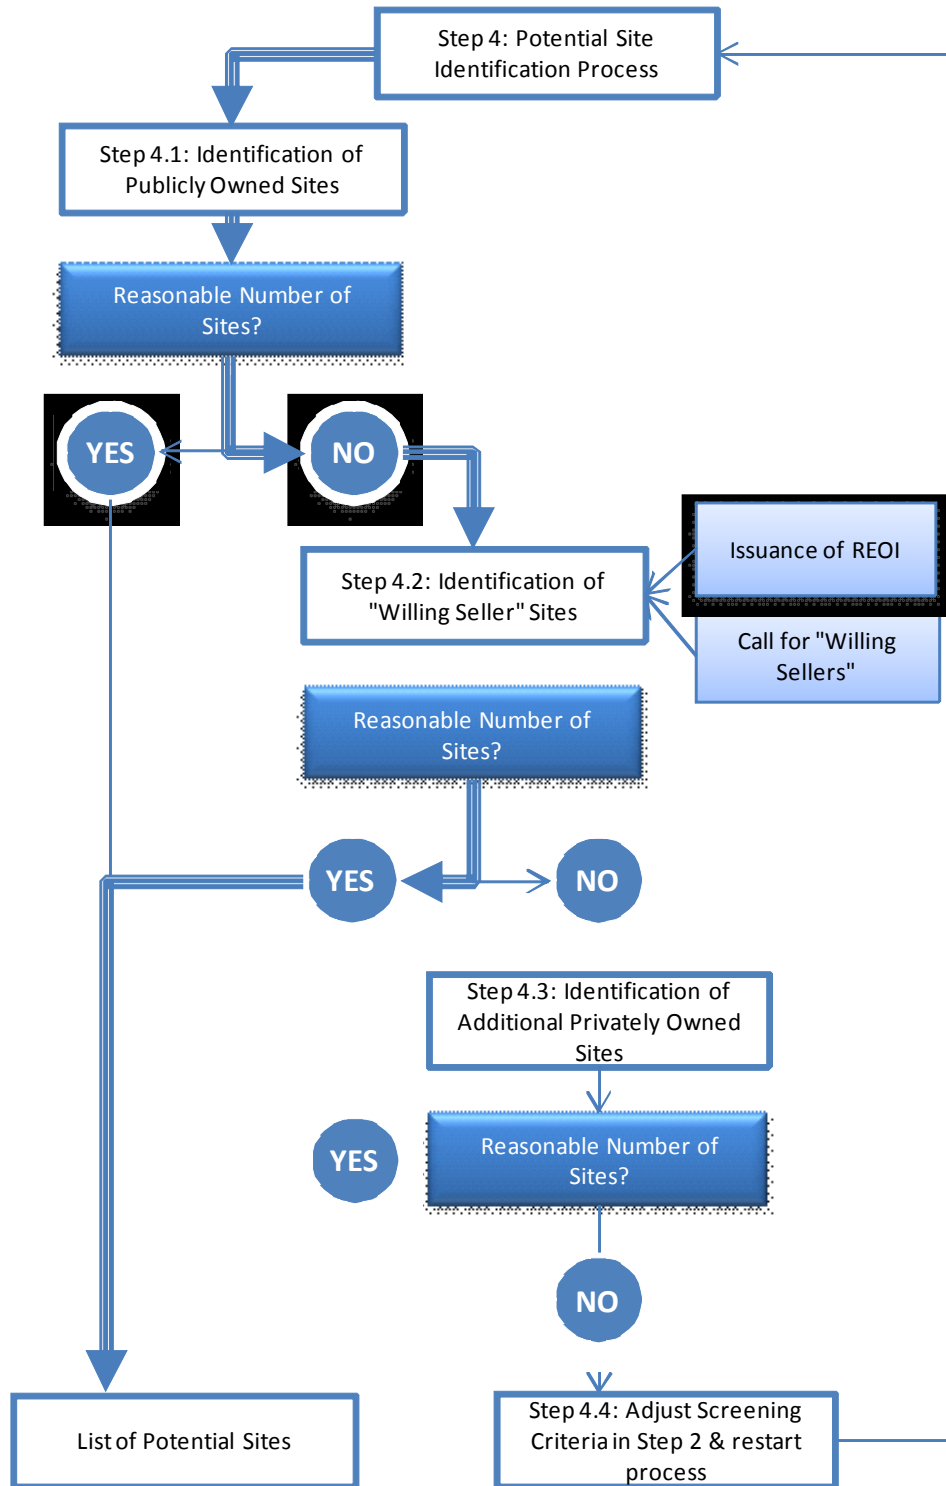 Step 4: Potential Site
Identification Process
Step 4.1: Identification of
Publicly Owned Sites
Reasonable Number of
Sites?
YES
NO
Step 4.2: Identification of
"Willing Seller" Sites
Issuance of REOI
Call for "Willing
Sellers"
Reasonable Number of
Sites?
YES
NO
Step 4.3: Identification of
Additional Privately Owned
Sites
YES
Reasonable Number of
Sites?
NO
List of Potential Sites
Step 4.4: Adjust Screening
Criteria in Step 2 & restart
process